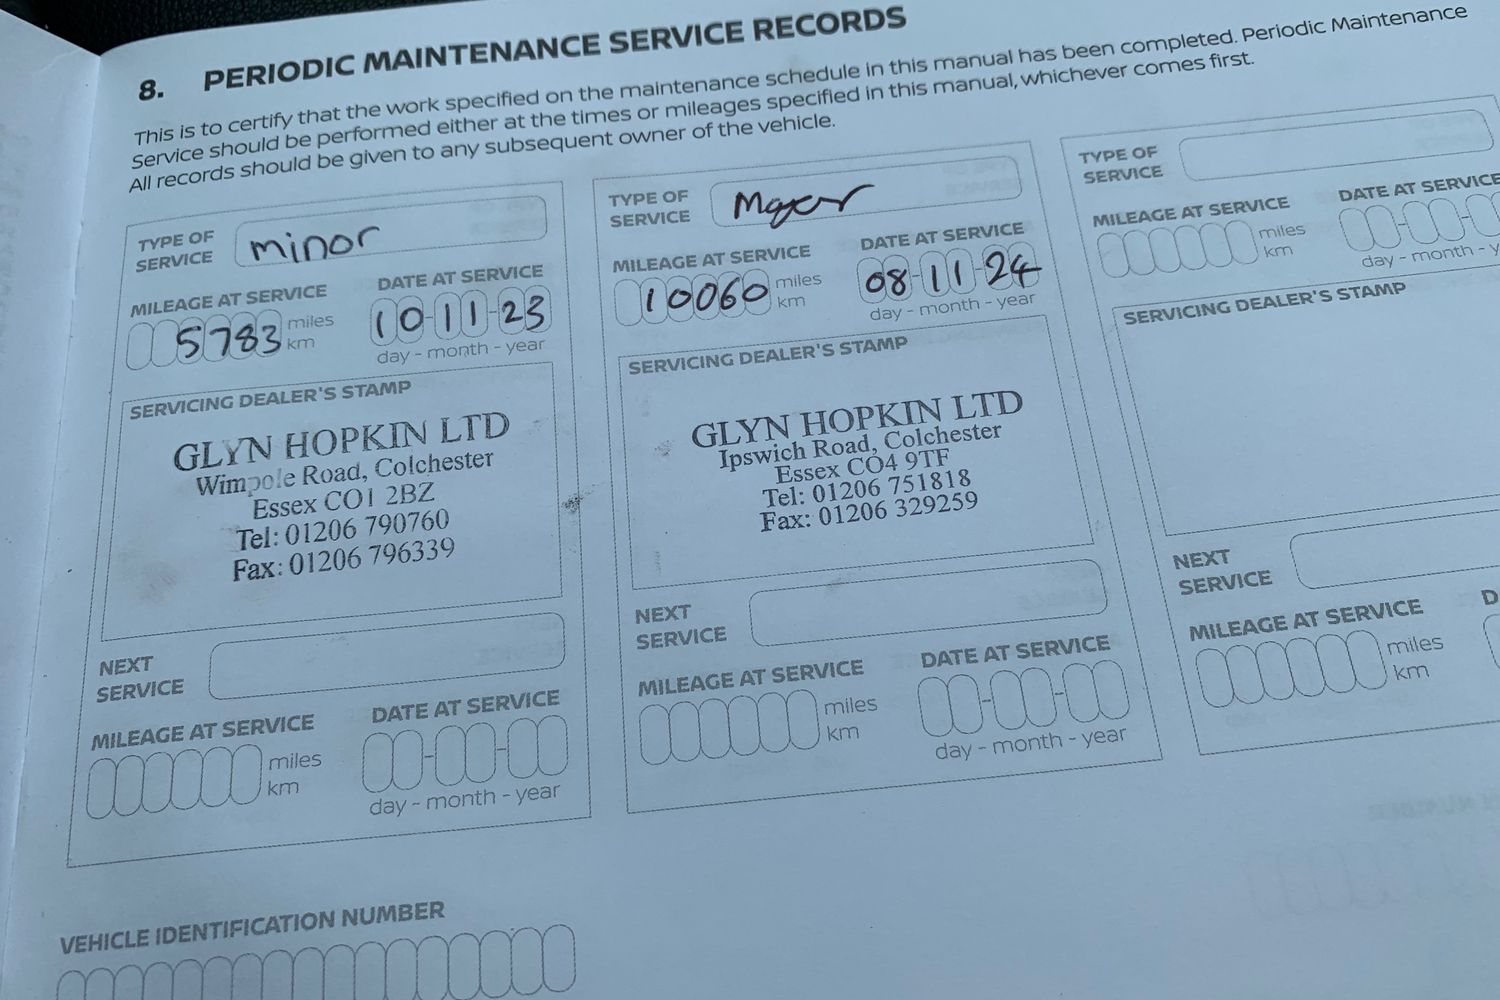 8. PERIODIC MAINTENANCE SERVICE RECORDS
This is to certify that the work specified on the maintenance schedule in this manual has been completed. Periodic Maintenance
Service should be performed either at the times or mileages specified in this manual, whichever comes first.
All records should be given to any subsequent owner of the vehicle.
TYPE OF
SERVICE
minor
MILEAGE AT SERVICE
5783
miles
km
DATE AT SERVICE
10-11-23
day - month - year
SERVICING DEALER'S STAMP
GLYN HOPKIN LTD
Wimpole Road, Colchester
Essex CO1 2BZ
Tel: 01206 790760
Fax: 01206 796339
NEXT
SERVICE
MILEAGE AT SERVICE
miles
km
DATE AT SERVICE
day - month - year
TYPE OF
SERVICE
Major
MILEAGE AT SERVICE
10060
miles
km
DATE AT SERVICE
08-11-24
day - month - year
SERVICING DEALER'S STAMP
GLYN HOPKIN LTD
Ipswich Road, Colchester
Essex CO4 9TF
Tel: 01206 751818
Fax: 01206 329259
NEXT
SERVICE
MILEAGE AT SERVICE
miles
km
DATE AT SERVICE
day - month - year
TYPE OF
SERVICE
MILEAGE AT SERVICE
miles
km
DATE AT SERVICE
day - month - y
SERVICING DEALER'S STAMP
NEXT
SERVICE
MILEAGE AT SERVICE
miles
km
D
VEHICLE IDENTIFICATION NUMBER